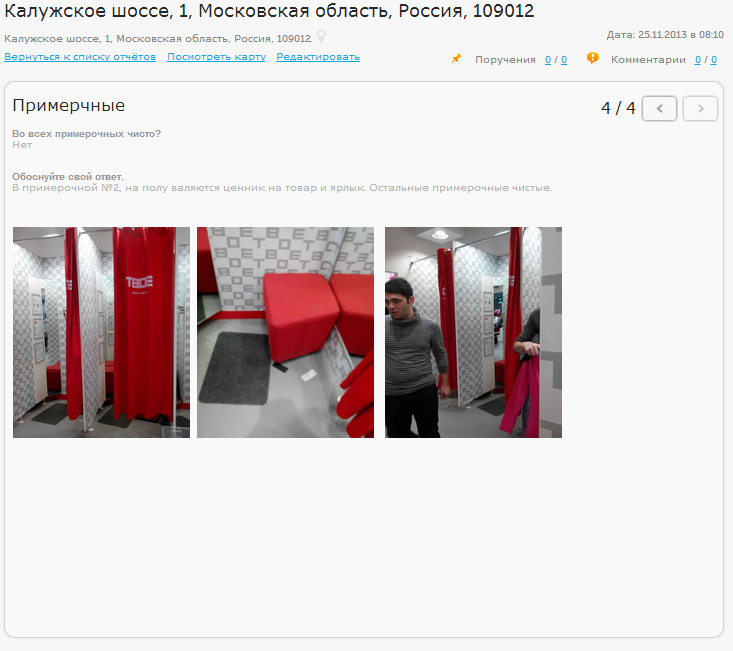 Калужское шоссе, 1, Московская область, Россия, 109012
Калужское шоссе, 1, Московская область, Россия, 109012
Дата: 25.11.2013 в 08:10
Вернуться к списку отчётов Посмотреть карту Редактировать
Поручения 0 / 0 Комментарии 0 / 0
Примерчные
4 / 4
Во всех примерочных чисто?
Нет
Обоснуйте свой ответ.
В примерочной №2, на полу валяются ценник на товар и ярлык. Остальные примерочные чистые.
ТВОЕ